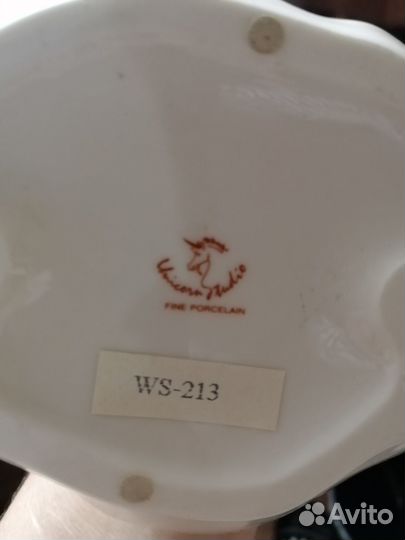 Unicorn Studio
FINE PORCELAIN
WS-213
Avito